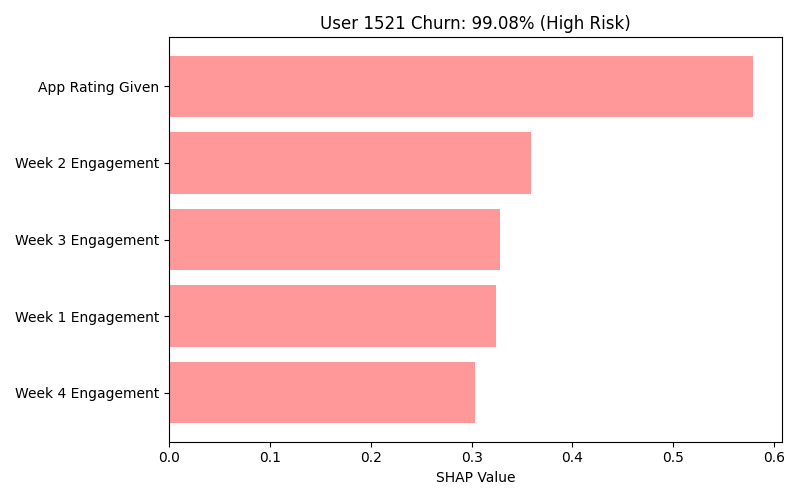 User 1521 Churn: 99.08% (High Risk)
App Rating Given
Week 2 Engagement
Week 3 Engagement
Week 1 Engagement
Week 4 Engagement
0.0 0.1 0.2 0.3 0.4 0.5 0.6
SHAP Value